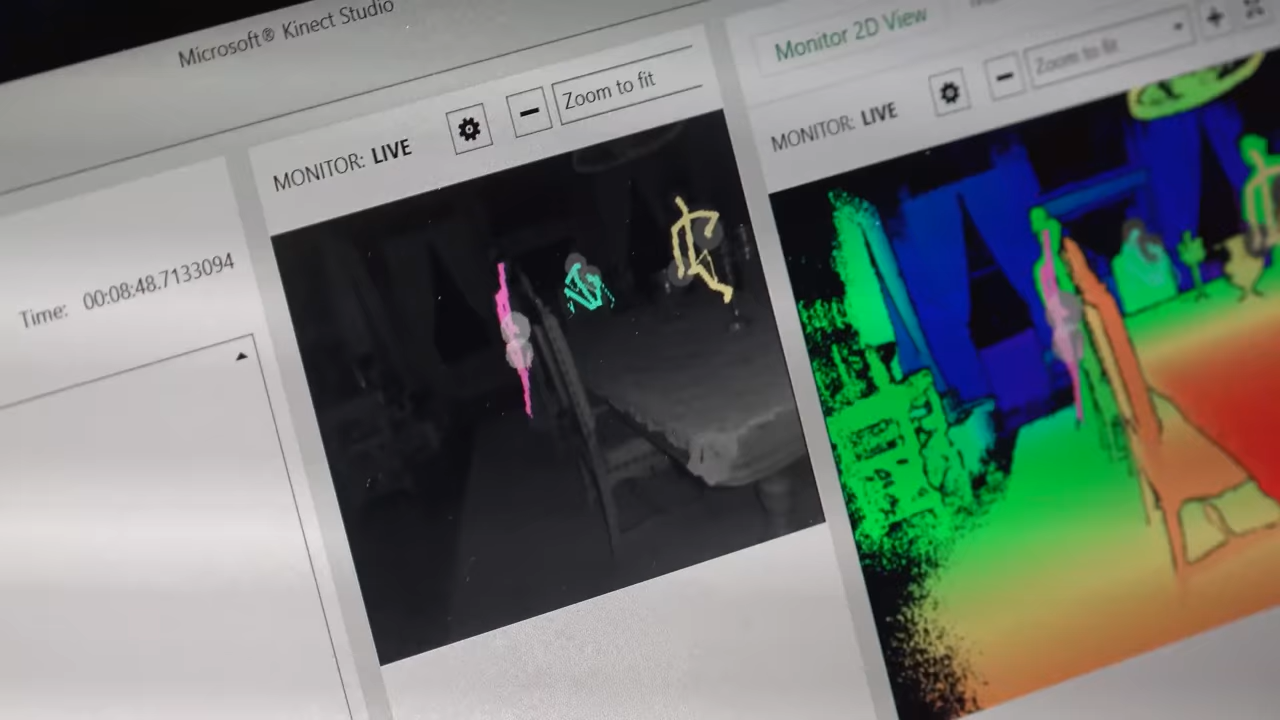 Microsoft® Kinect Studio
Monitor 2D View
Zoom to fit
MONITOR: LIVE
Zoom to fit
MONITOR: LIVE
Time: 00:08:48.7133094